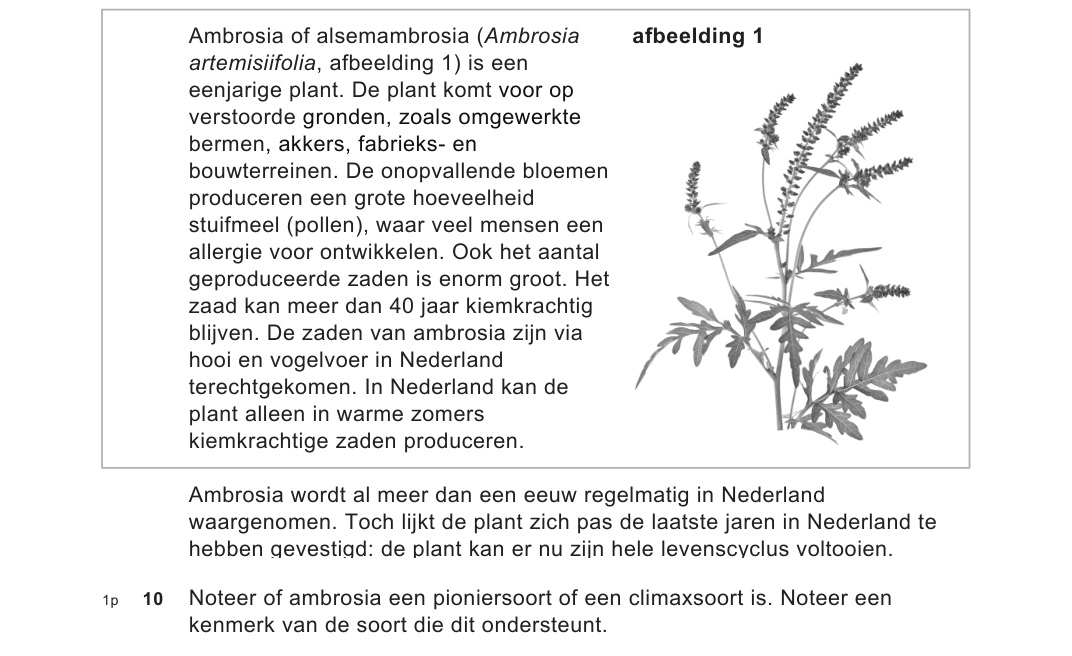 Ambrosia of alsemambrosia (Ambrosia
artemisiifolia, afbeelding 1) is een
eenjarige plant. De plant komt voor op
verstoorde gronden, zoals omgewerkte
bermen, akkers, fabrieks- en
bouwterreinen. De onopvallende bloemen
produceren een grote hoeveelheid
stuifmeel (pollen), waar veel mensen een
allergie voor ontwikkelen. Ook het aantal
geproduceerde zaden is enorm groot. Het
zaad kan meer dan 40 jaar kiemkrachtig
blijven. De zaden van ambrosia zijn via
hooi en vogelvoer in Nederland
terechtgekomen. In Nederland kan de
plant alleen in warme zomers
kiemkrachtige zaden produceren.
afbeelding 1
Ambrosia wordt al meer dan een eeuw regelmatig in Nederland
waargenomen. Toch lijkt de plant zich pas de laatste jaren in Nederland te
hebben gevestigd: de plant kan er nu zijn hele levenscyclus voltooien.
1p 10 Noteer of ambrosia een pioniersoort of een climaxsoort is. Noteer een
kenmerk van de soort die dit ondersteunt.